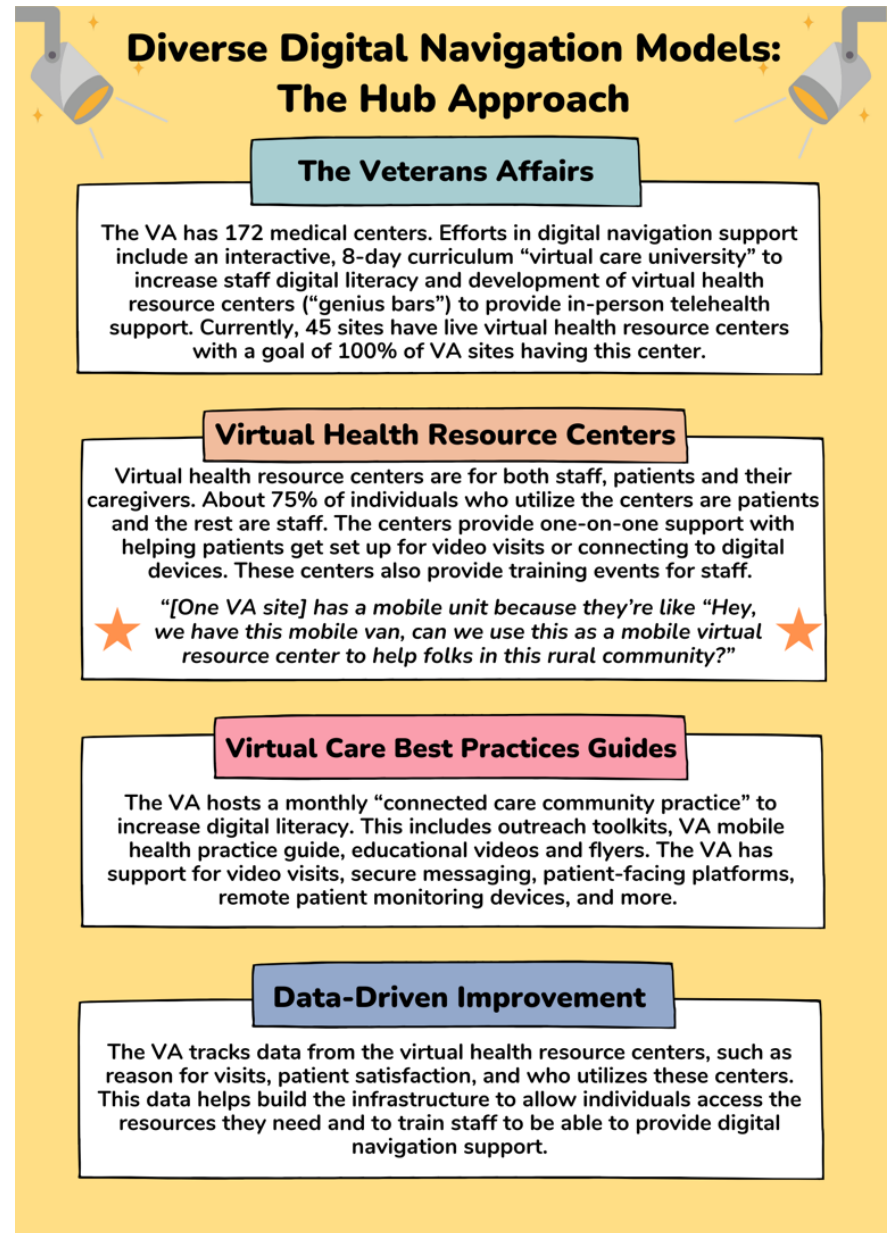 Diverse Digital Navigation Models:
The Hub Approach
The Veterans Affairs
The VA has 172 medical centers. Efforts in digital navigation support
include an interactive, 8-day curriculum “virtual care university” to
increase staff digital literacy and development of virtual health
resource centers (“genius bars”) to provide in-person telehealth
support. Currently, 45 sites have live virtual health resource centers
with a goal of 100% of VA sites having this center.
Virtual Health Resource Centers
Virtual health resource centers are for both staff, patients and their
caregivers. About 75% of individuals who utilize the centers are patients
and the rest are staff. The centers provide one-on-one support with
helping patients get set up for video visits or connecting to digital
devices. These centers also provide training events for staff.
“[One VA site] has a mobile unit because they’re like “Hey,
we have this mobile van, can we use this as a mobile virtual
resource center to help folks in this rural community?”
Virtual Care Best Practices Guides
The VA hosts a monthly “connected care community practice” to
increase digital literacy. This includes outreach toolkits, VA mobile
health practice guide, educational videos and flyers. The VA has
support for video visits, secure messaging, patient-facing platforms,
remote patient monitoring devices, and more.
Data-Driven Improvement
The VA tracks data from the virtual health resource centers, such as
reason for visits, patient satisfaction, and who utilizes these centers.
This data helps build the infrastructure to allow individuals access the
resources they need and to train staff to be able to provide digital
navigation support.